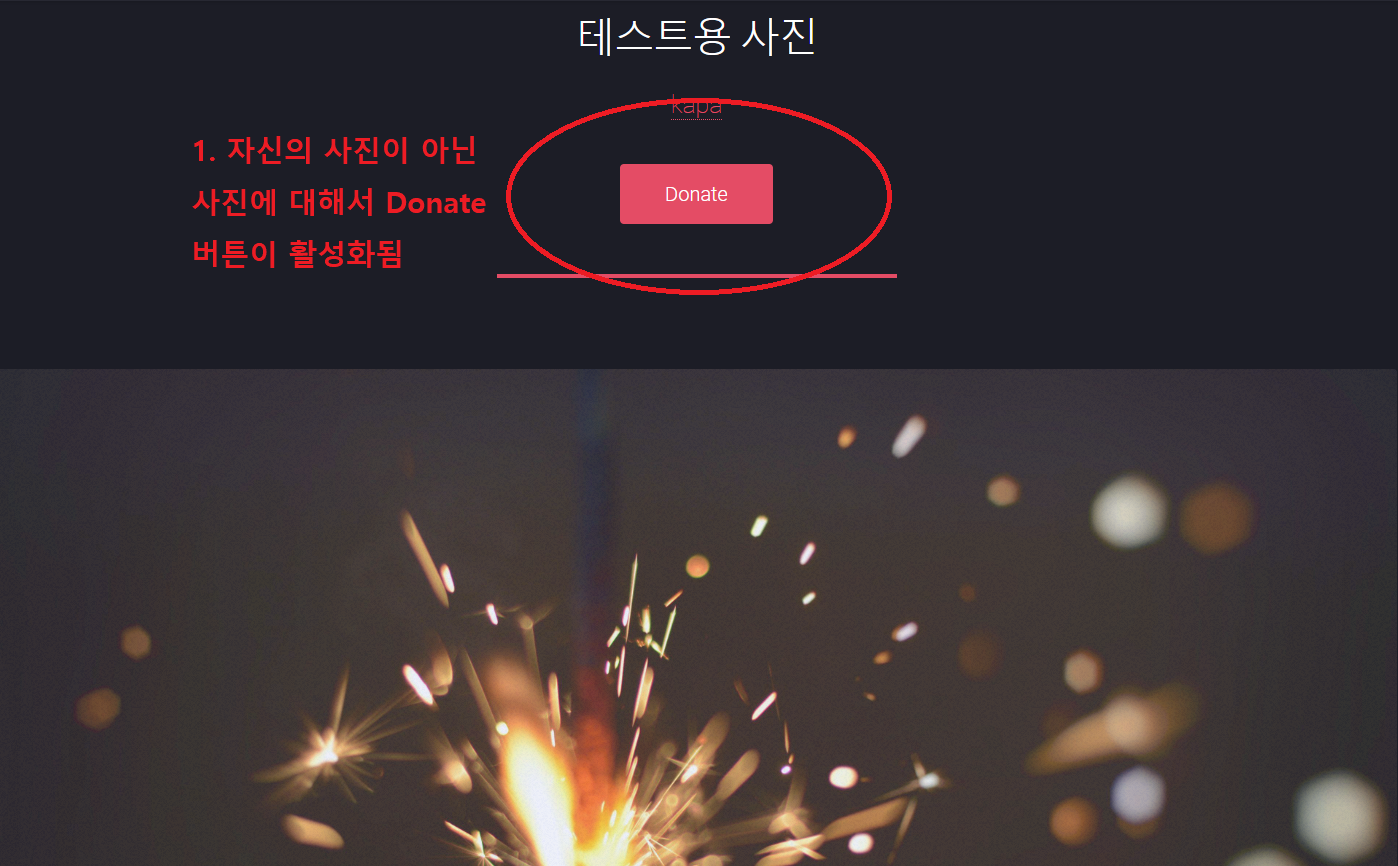 테스트용 사진
kapa
1. 자신의 사진이 아닌
사진에 대해서 Donate
버튼이 활성화됨
Donate